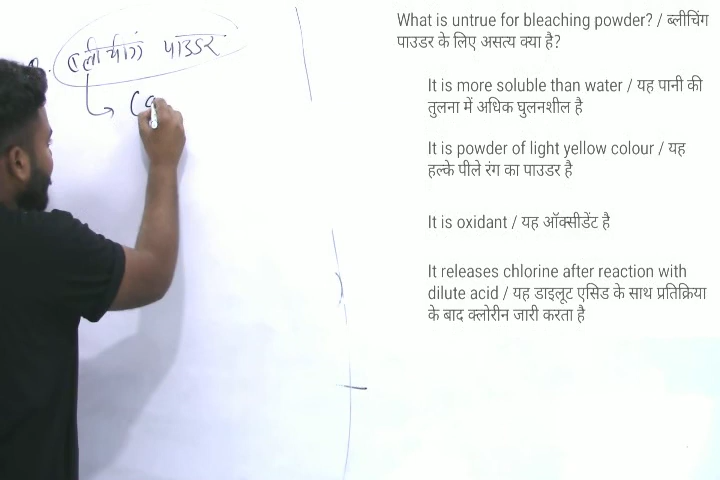 ब्लीचिंग पाउडर
Ca
What is untrue for bleaching powder? / ब्लीचिंग
पाउडर के लिए असत्य क्या है?
It is more soluble than water / यह पानी की
तुलना में अधिक घुलनशील है
It is powder of light yellow colour / यह
हल्के पीले रंग का पाउडर है
It is oxidant / यह ऑक्सीडेंट है
It releases chlorine after reaction with
dilute acid / यह डाइलूट एसिड के साथ प्रतिक्रिया
के बाद क्लोरीन जारी करता है